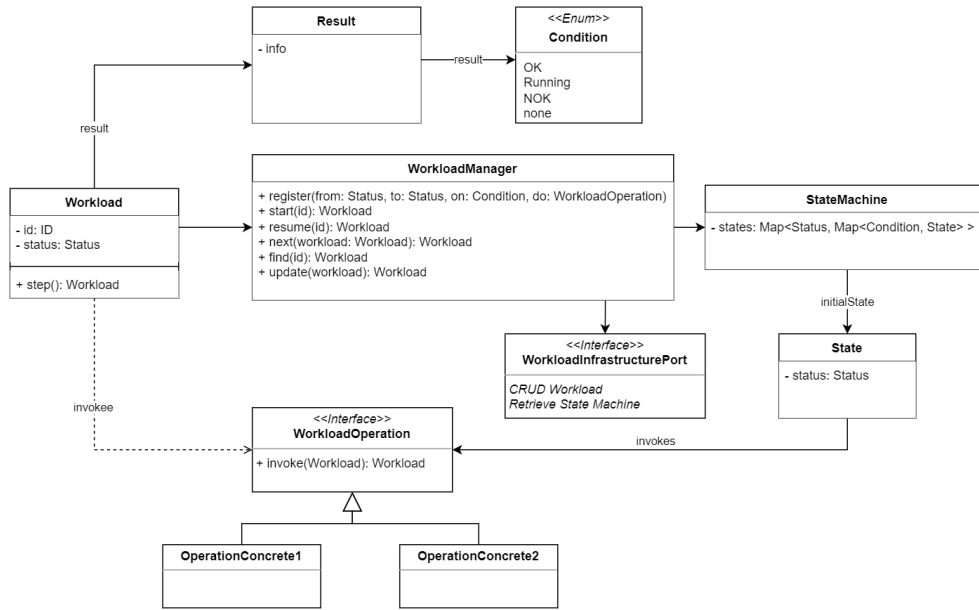 Result
- info
<<Enum>>
Condition
OK
Running
NOK
none
result
result
Workload
- id: ID
- status: Status
+ step(): Workload
WorkloadManager
+ register(from: Status, to: Status, on: Condition, do: WorkloadOperation)
+ start(id): Workload
+ resume(id): Workload
+ next(workload: Workload): Workload
+ find(id): Workload
+ update(workload): Workload
StateMachine
- states: Map<Status, Map<Condition, State> >
initialState
<<Interface>>
WorkloadInfrastructurePort
CRUD Workload
Retrieve State Machine
State
- status: Status
invokee
<<Interface>>
WorkloadOperation
+ invoke(Workload): Workload
invokes
OperationConcrete1
OperationConcrete2